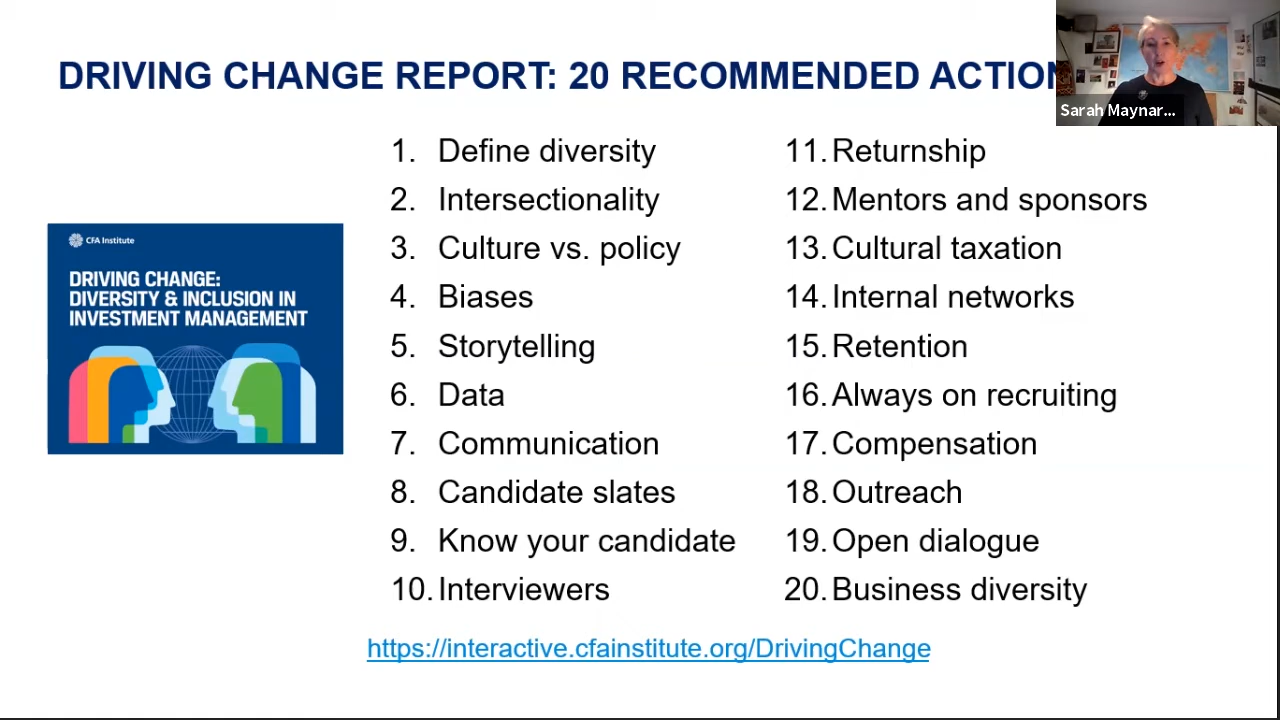 DRIVING CHANGE REPORT: 20 RECOMMENDED ACTION
Sarah Maynar...
CFA Institute
DRIVING CHANGE:
DIVERSITY & INCLUSION IN
INVESTMENT MANAGEMENT
1. Define diversity
2. Intersectionality
3. Culture vs. policy
4. Biases
5. Storytelling
6. Data
7. Communication
8. Candidate slates
9. Know your candidate
10. Interviewers
11. Returnship
12. Mentors and sponsors
13. Cultural taxation
14. Internal networks
15. Retention
16. Always on recruiting
17. Compensation
18. Outreach
19. Open dialogue
20. Business diversity
https://interactive.cfainstitute.org/DrivingChange